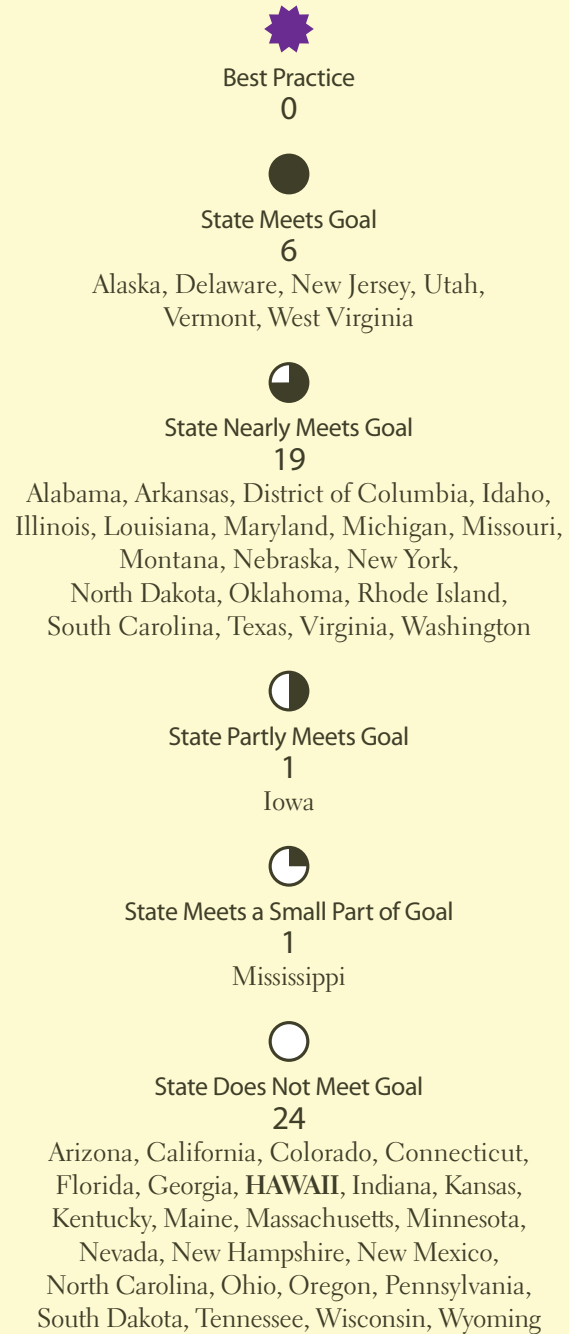 Best Practice
0
State Meets Goal
6
Alaska, Delaware, New Jersey, Utah,
Vermont, West Virginia
State Nearly Meets Goal
19
Alabama, Arkansas, District of Columbia, Idaho,
Illinois, Louisiana, Maryland, Michigan, Missouri,
Montana, Nebraska, New York,
North Dakota, Oklahoma, Rhode Island,
South Carolina, Texas, Virginia, Washington
State Partly Meets Goal
1
Iowa
State Meets a Small Part of Goal
1
Mississippi
State Does Not Meet Goal
24
Arizona, California, Colorado, Connecticut,
Florida, Georgia, HAWAII, Indiana, Kansas,
Kentucky, Maine, Massachusetts, Minnesota,
Nevada, New Hampshire, New Mexico,
North Carolina, Ohio, Oregon, Pennsylvania,
South Dakota, Tennessee, Wisconsin, Wyoming